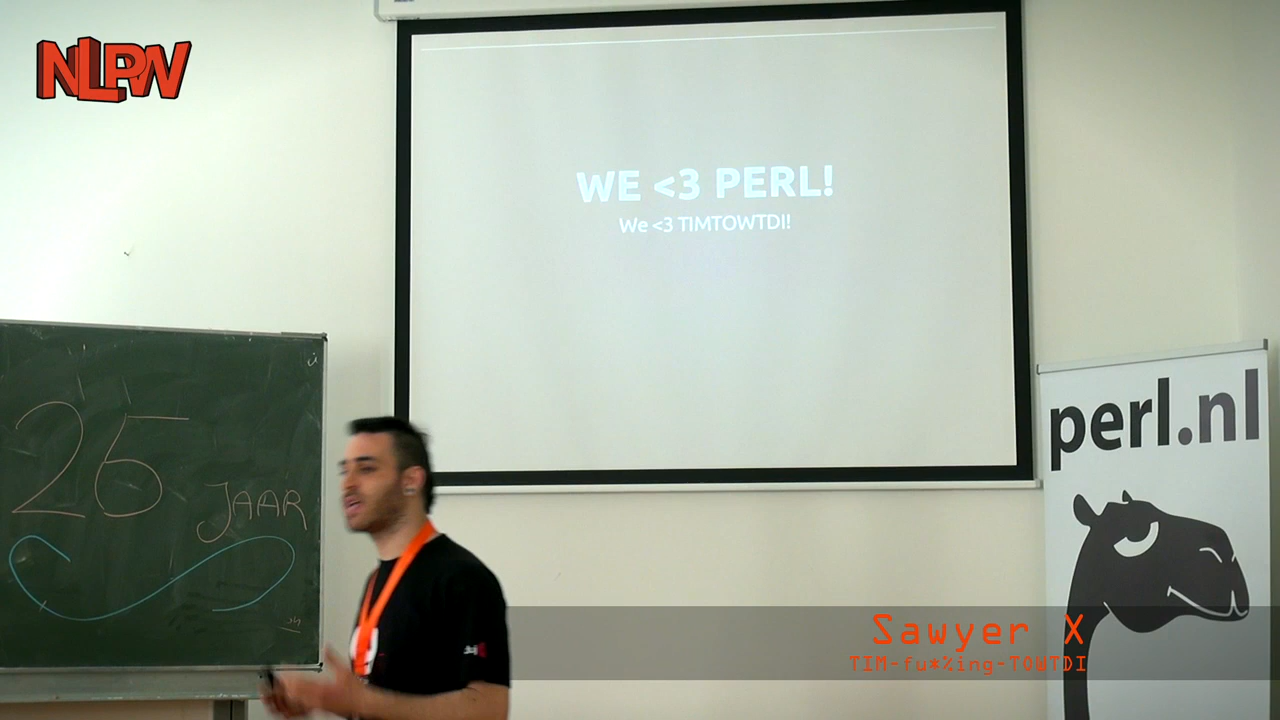 NLPW
WE <3 PERL!
We <3 TIMTOWTDI!
25
JAAR
perl.nl
Sawyer X
TIM-fu*%ing-TOWTDI